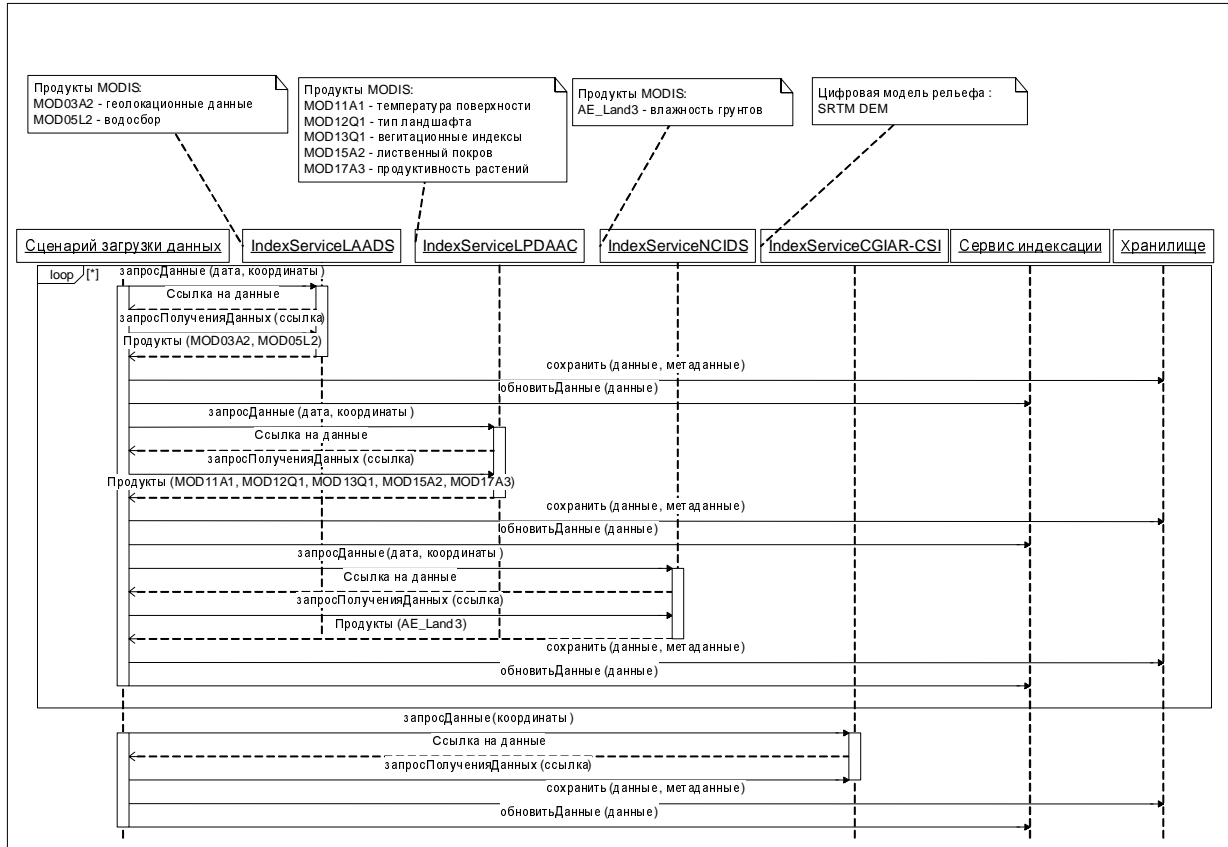 Продукты MODIS:
MOD03A2 - геолокационные данные
MOD05L2 - водосбор
Продукты MODIS:
MOD11A1 - температура поверхности
MOD12Q1 - тип ландшафта
MOD13Q1 - вегитационные индексы
MOD15A2 - лиственный покров
MOD17A3 - продуктивность растений
Продукты MODIS:
AE_Land3 - влажность грунтов
Цифровая модель рельефа :
SRTM DEM
Сценарий загрузки данных
IndexServiceLAADS
IndexServiceLPDAAC
IndexServiceNCIDS
IndexServiceCGIAR-CSI
Сервис индексации
Хранилище
loop [*]
запросДанные (дата, координаты )
Ссылка на данные
запросПолученияДанных (ссылка)
Продукты (MOD03A2, MOD05L2)
сохранить (данные, метаданные)
обновитьДанные (данные)
запросДанные (дата, координаты )
Ссылка на данные
запросПолученияДанных (ссылка)
Продукты (MOD11A1, MOD12Q1, MOD13Q1, MOD15A2, MOD17A3)
сохранить (данные, метаданные)
обновитьДанные (данные)
запросДанные (дата, координаты )
Ссылка на данные
запросПолученияДанных (ссылка)
Продукты (AE_Land3)
сохранить (данные, метаданные)
обновитьДанные (данные)
запросДанные (координаты )
Ссылка на данные
запросПолученияДанных (ссылка)
сохранить (данные, метаданные)
обновитьДанные (данные)